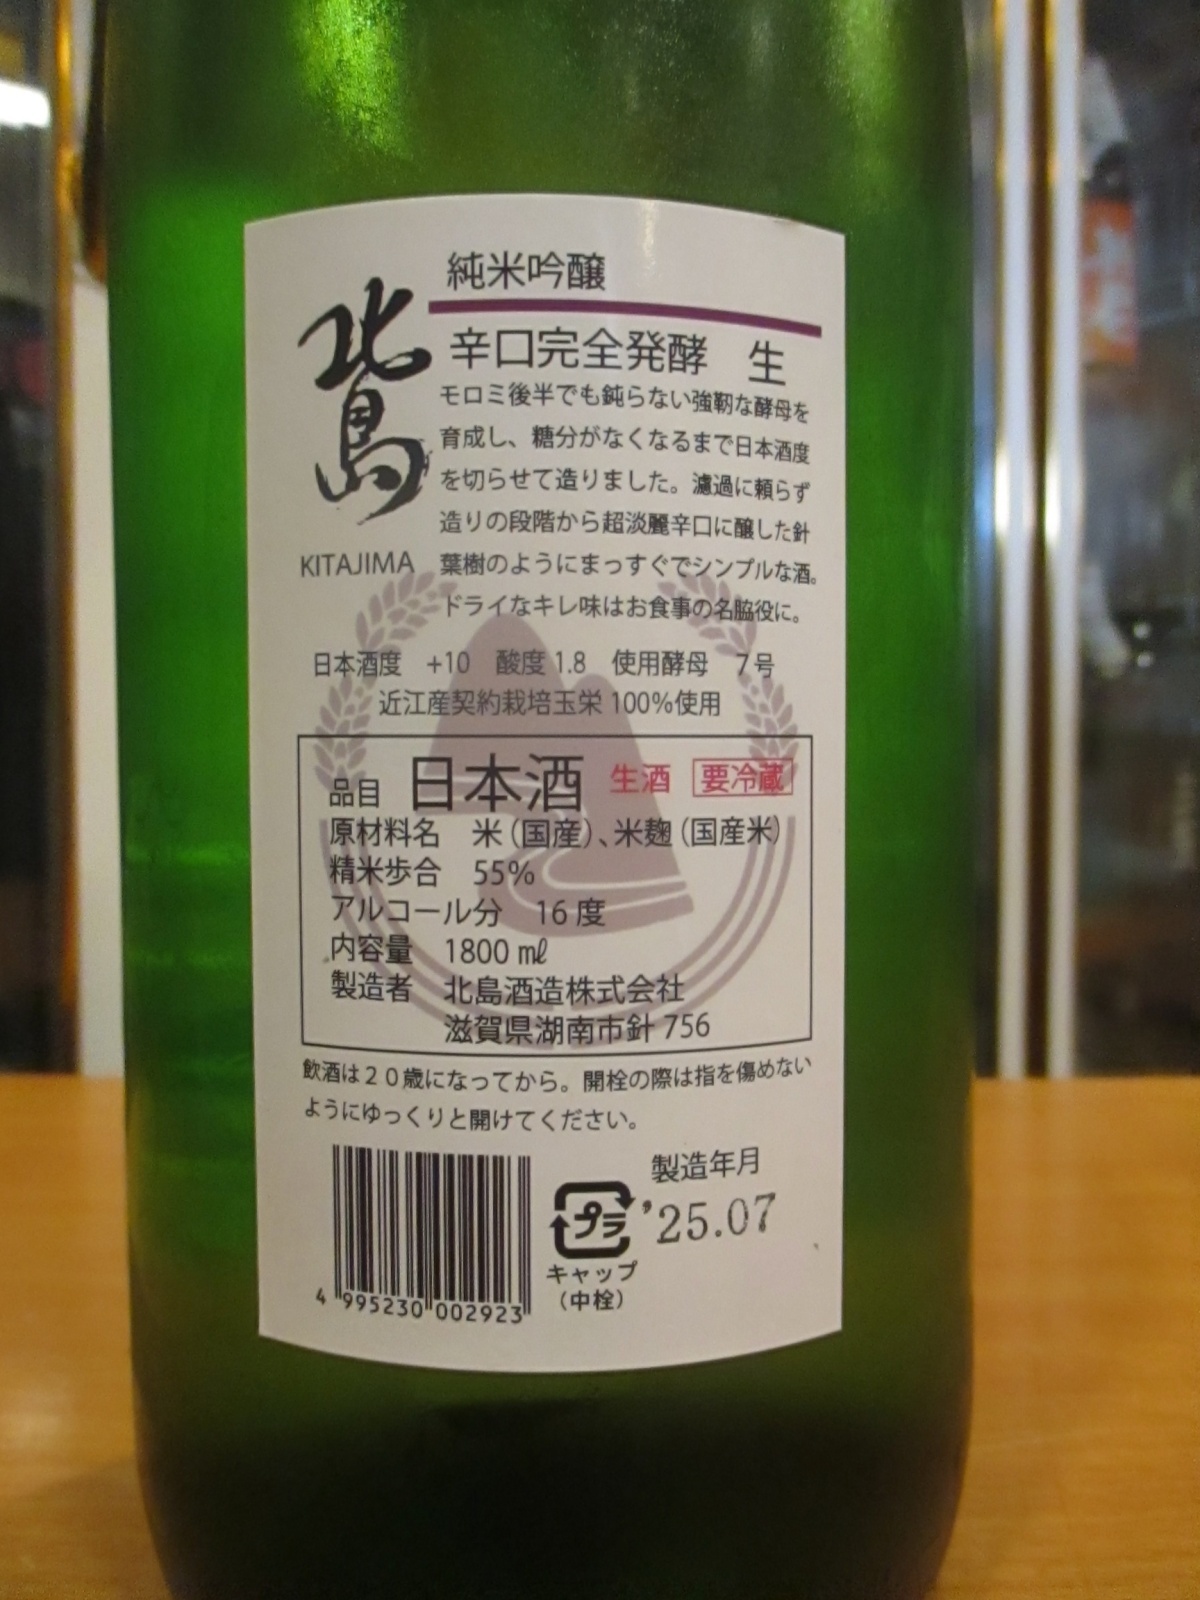 北島
KITAJIMA
純米吟醸
辛口完全発酵 生
モロミ後半でも鈍らない強靭な酵母を
育成し、糖分がなくなるまで日本酒度
を切らせて造りました。濾過に頼らず
造りの段階から超淡麗辛口に醸した針
葉樹のようにまっすぐでシンプルな酒。
ドライなキレ味はお食事の名脇役に。
日本酒度 +10 酸度 1.8 使用酵母 7号
近江産契約栽培玉栄 100%使用
品目 日本酒 生酒 要冷蔵
原材料名 米(国産)、米麹(国産米)
精米歩合 55%
アルコール分 16度
内容量 1800㎖
製造者 北島酒造株式会社
滋賀県湖南市針 756
飲酒は20歳になってから。開栓の際は指を傷めない
ようにゆっくりと開けてください。
4 995230 002923
プラ
キャップ
(中栓)
製造年月
'25.07